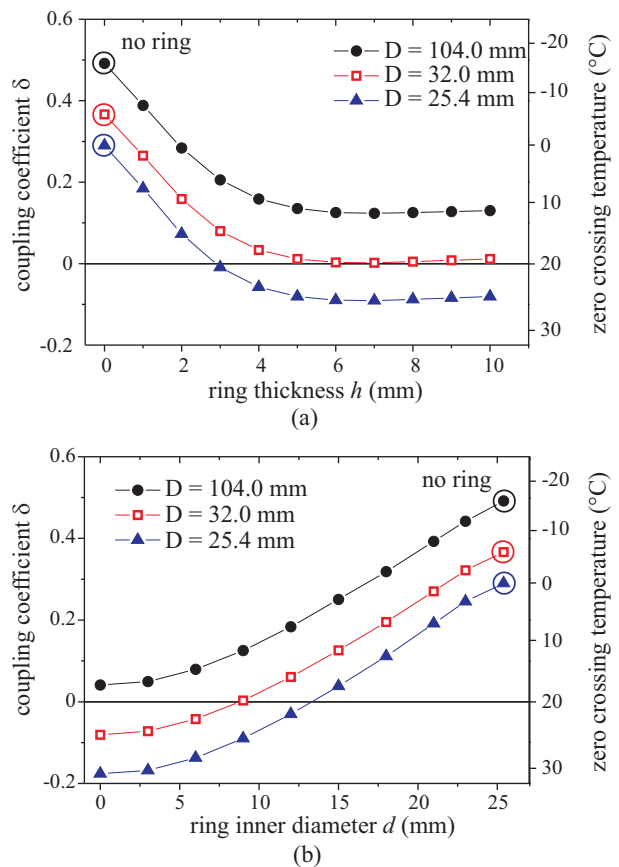 (a)
0.6
0.4
0.2
0
-0.2
coupling coefficient δ
no ring
D = 104.0 mm
D = 32.0 mm
D = 25.4 mm
-20
-10
0
10
20
30
zero crossing temperature (°C)
0 2 4 6 8 10
ring thickness h (mm)
(a)
0.6
0.4
0.2
0
-0.2
coupling coefficient δ
D = 104.0 mm
D = 32.0 mm
D = 25.4 mm
no ring
-20
-10
0
10
20
30
zero crossing temperature (°C)
0 5 10 15 20 25
ring inner diameter d (mm)
(b)